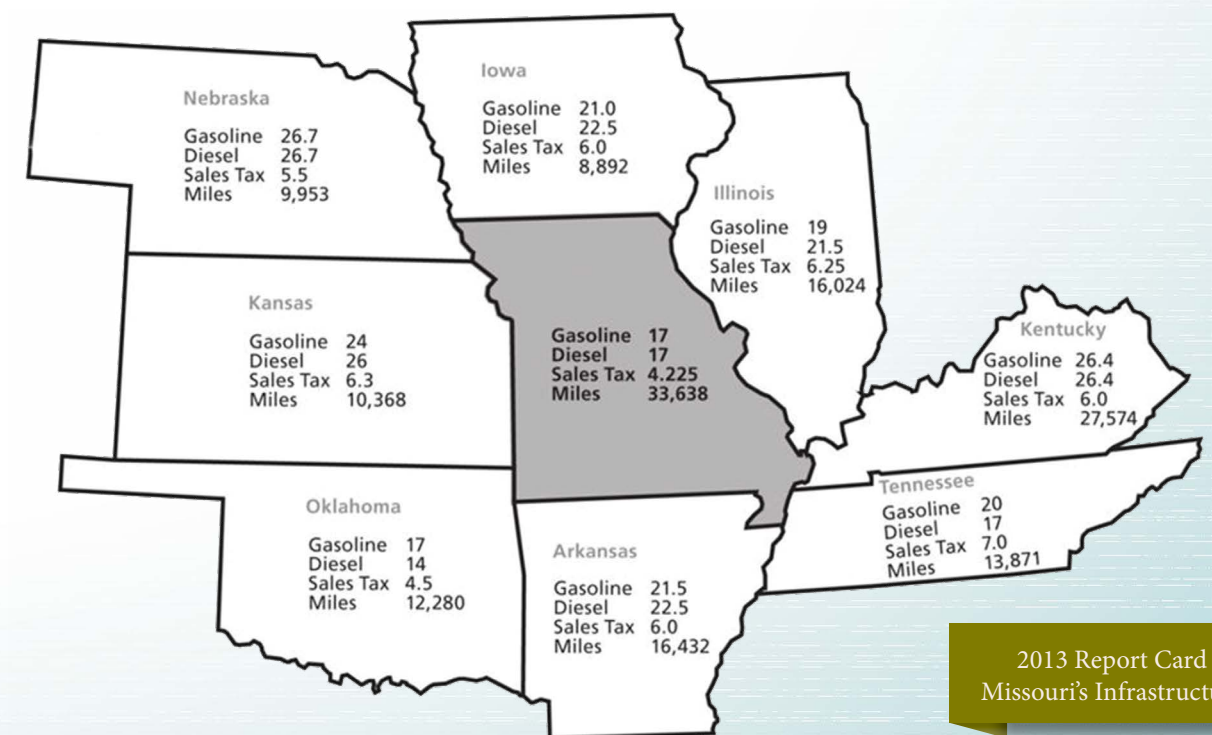 Nebraska
Gasoline 26.7
Diesel 26.7
Sales Tax 5.5
Miles 9,953
Iowa
Gasoline 21.0
Diesel 22.5
Sales Tax 6.0
Miles 8,892
Illinois
Gasoline 19
Diesel 21.5
Sales Tax 6.25
Miles 16,024
Kansas
Gasoline 24
Diesel 26
Sales Tax 6.3
Miles 10,368
Gasoline 17
Diesel 17
Sales Tax 4.225
Miles 33,638
Kentucky
Gasoline 26.4
Diesel 26.4
Sales Tax 6.0
Miles 27,574
Oklahoma
Gasoline 17
Diesel 14
Sales Tax 4.5
Miles 12,280
Arkansas
Gasoline 21.5
Diesel 22.5
Sales Tax 6.0
Miles 16,432
Tennessee
Gasoline 20
Diesel 17
Sales Tax 7.0
Miles 13,871
2013 Report Card
Missouri's